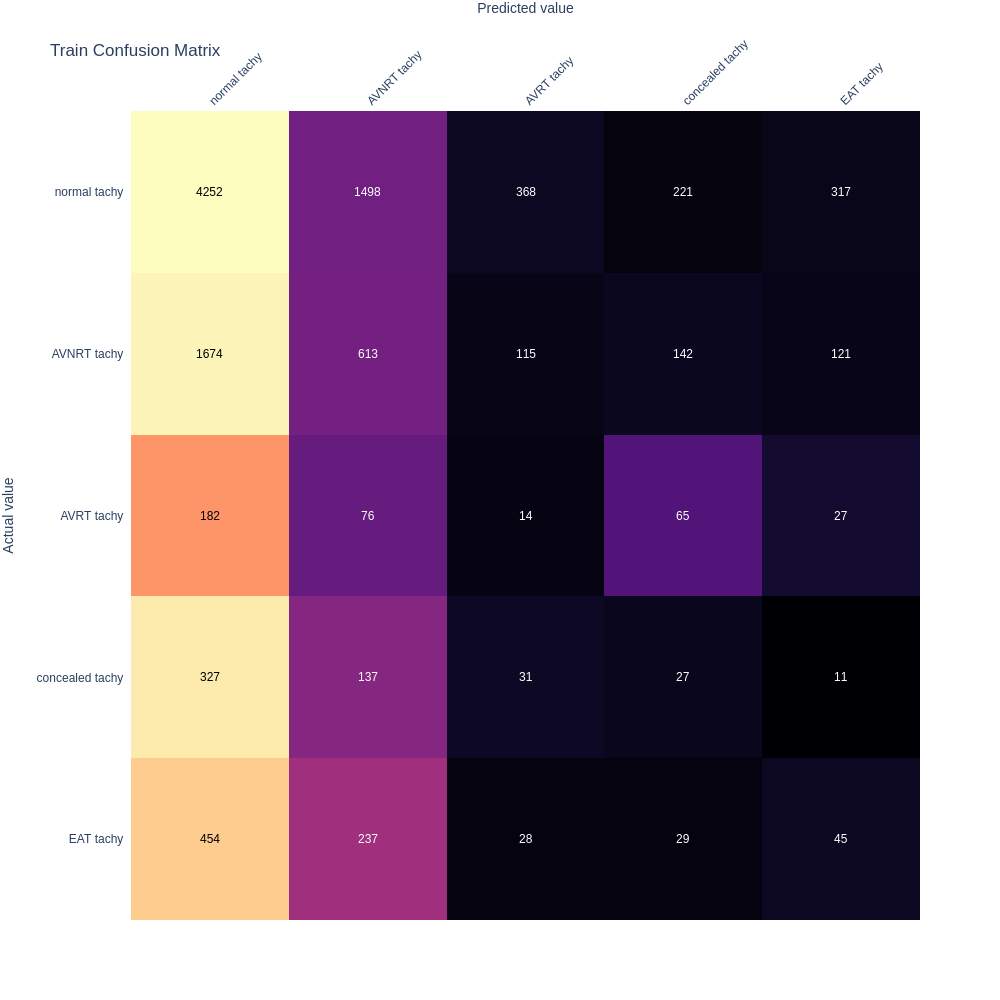 Predicted value
Train Confusion Matrix
normal tachy AVNRT tachy AVRT tachy concealed tachy EAT tachy
normal tachy 4252 1498 368 221 317
AVNRT tachy 1674 613 115 142 121
Actual value
AVRT tachy 182 76 14 65 27
concealed tachy 327 137 31 27 11
EAT tachy 454 237 28 29 45